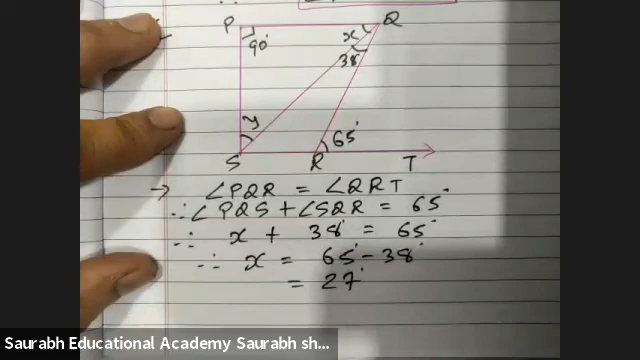 P
Q
90°
x
38°
y
65°
S
R
T
→ ∠PQR = ∠QRT
∴ ∠PQS + ∠SQR = 65°
∴ x + 38° = 65°
∴ x = 65° - 38°
= 27°
Saurabh Educational Academy Saurabh sh...